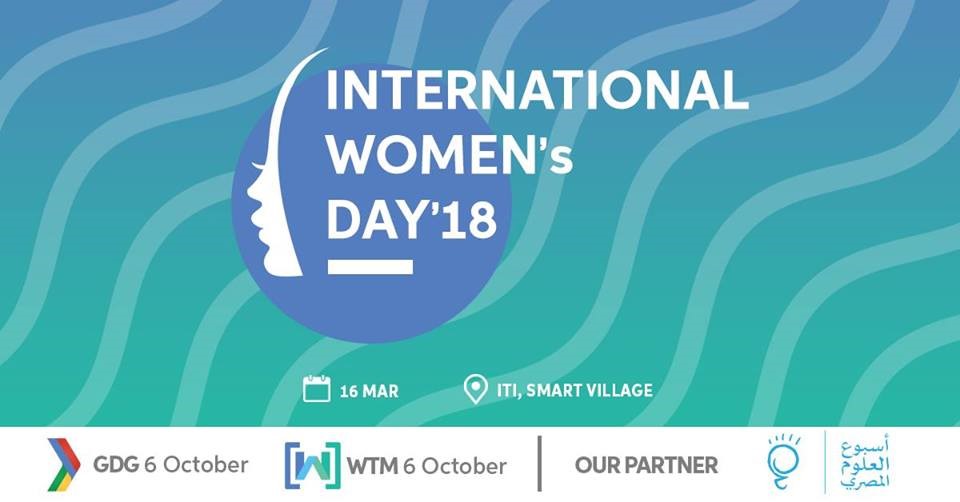 INTERNATIONAL
WOMEN's
DAY'18
16 MAR
ITI, SMART VILLAGE
GDG 6 October
WTM 6 October
OUR PARTNER
أسبوع
العلوم
المصري